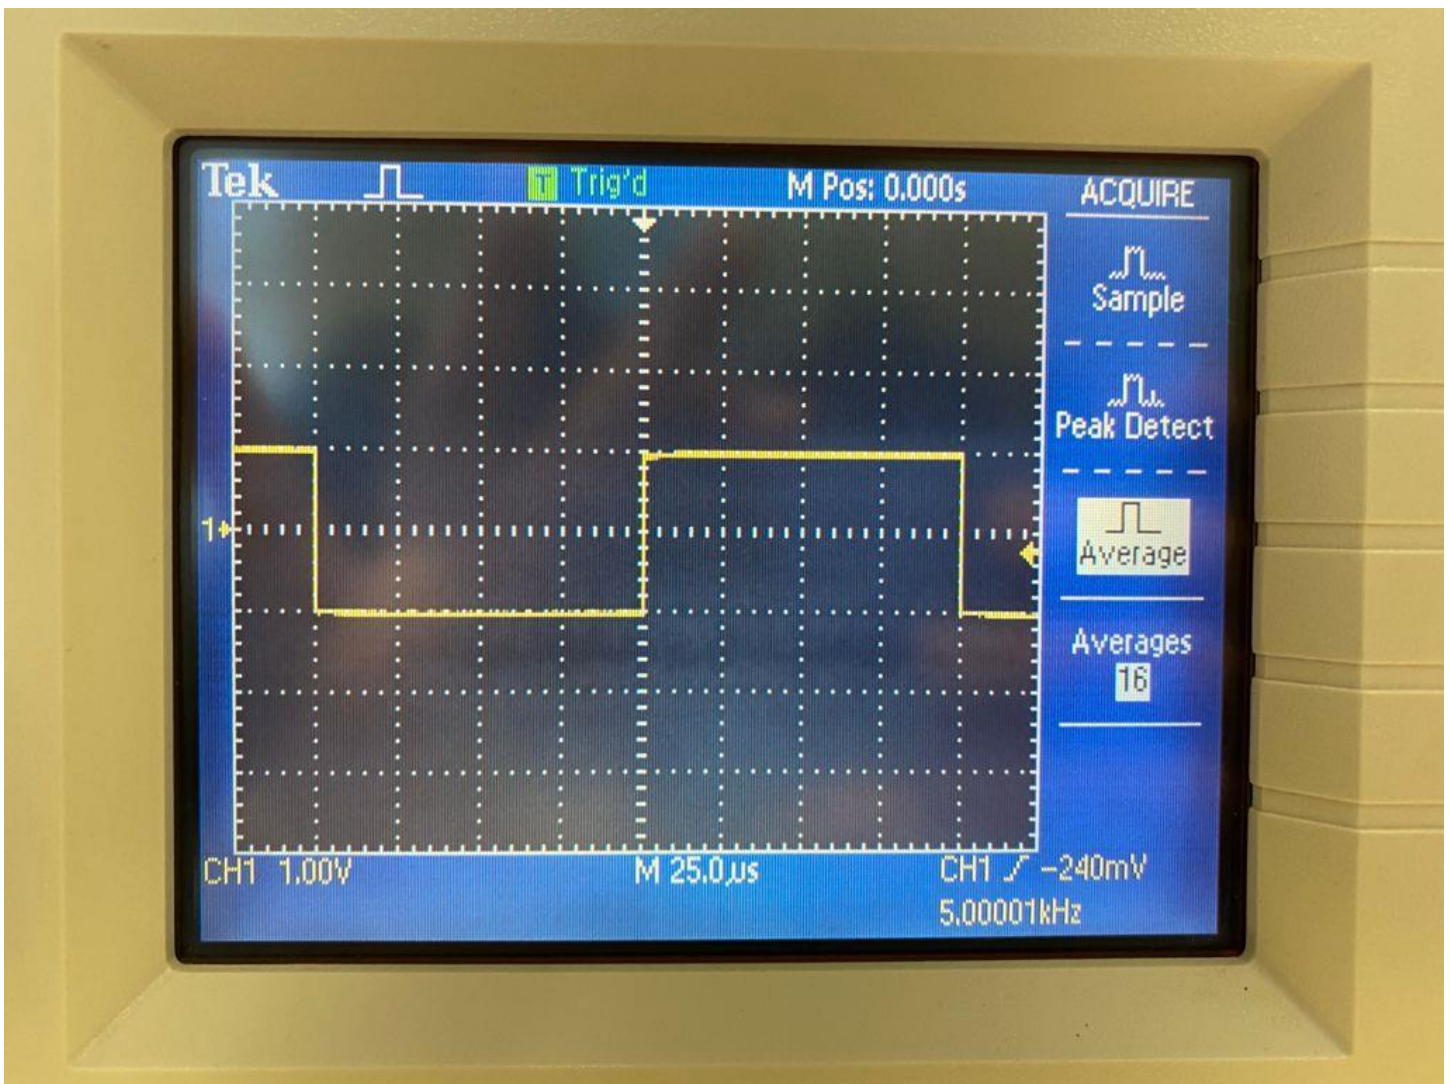 Tek T Trig'd M Pos: 0.000s ACQUIRE
Sample
Peak Detect
1
Average
Averages
16
CH1 1.00V M 25.0µs CH1 -240mV
5.00001kHz